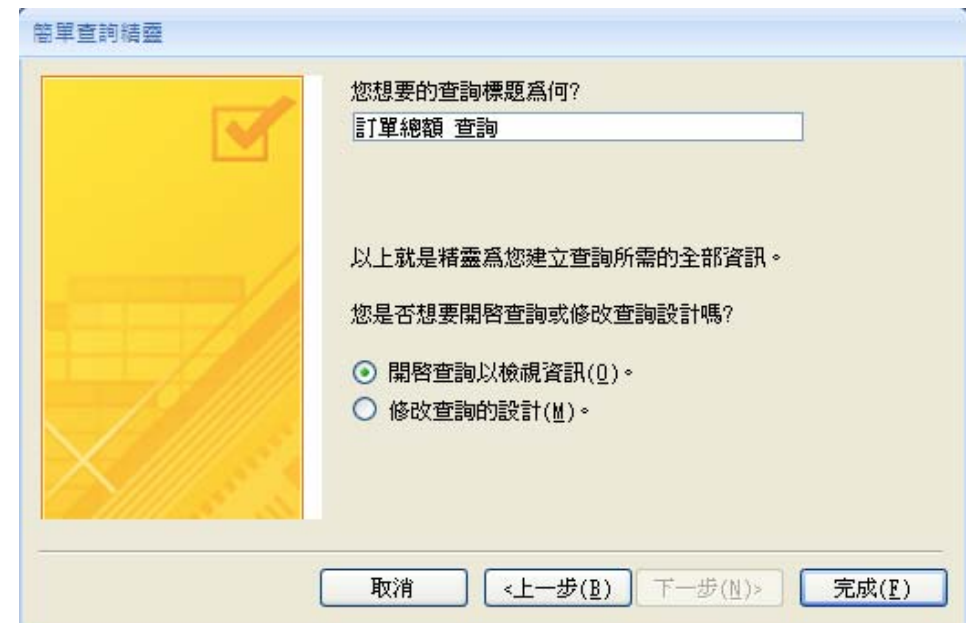 簡單查詢精靈
您想要的查詢標題爲何?
訂單總額 查詢
以上就是精靈爲您建立查詢所需的全部資訊。
您是否想要開啓查詢或修改查詢設計嗎?
開啓查詢以檢視資訊(O)。
修改查詢的設計(M)。
取消 <上一步(B) 下一步(N)> 完成(F)